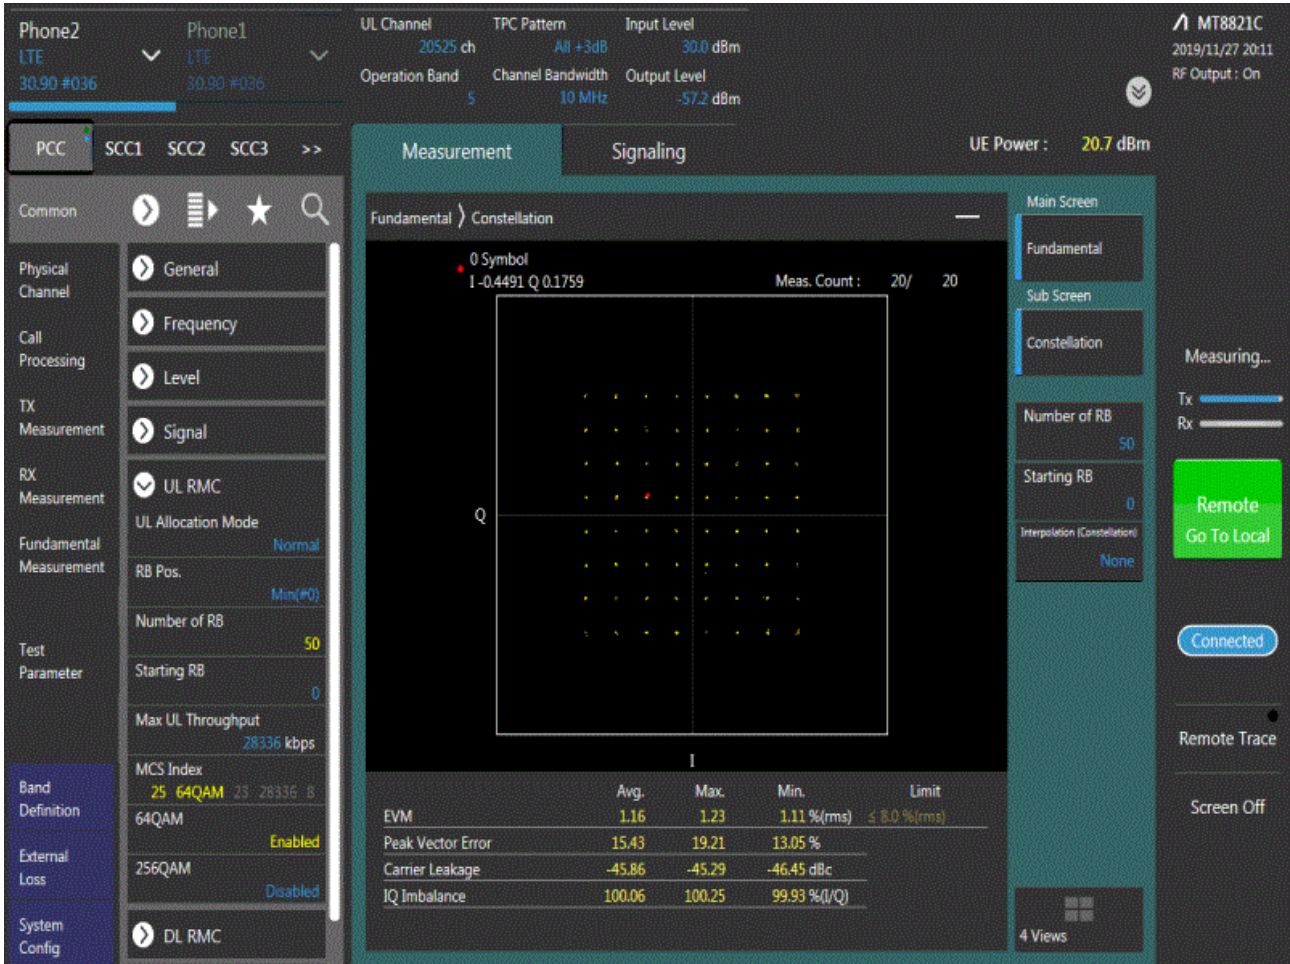 Phone2
LTE
30.90 #036
Phone1
LTE
30.90 #036
UL Channel
20525 ch
TPC Pattern
All +3dB
Input Level
30.0 dBm
Operation Band
5
Channel Bandwidth
10 MHz
Output Level
-57.2 dBm
MT8821C
2019/11/27 20:11
RF Output : On
PCC SCC1 SCC2 SCC3 >>
Measurement Signaling
UE Power : 20.7 dBm
Common
Physical
Channel
Call
Processing
TX
Measurement
RX
Measurement
Fundamental
Measurement
Test
Parameter
Band
Definition
External
Loss
System
Config
General
Frequency
Level
Signal
UL RMC
UL Allocation Mode
Normal
RB Pos.
Min(#0)
Number of RB
50
Starting RB
0
Max UL Throughput
28336 kbps
MCS Index
25 64QAM 23 28336 8
64QAM
Enabled
256QAM
Disabled
DL RMC
Fundamental Constellation
0 Symbol
I -0.4491 Q 0.1759
Meas. Count : 20/ 20
Q
I
Avg. Max. Min. Limit
EVM 1.16 1.23 1.11 %(rms) ≤ 8.0 %(rms)
Peak Vector Error 15.43 19.21 13.05 %
Carrier Leakage -45.86 -45.29 -46.45 dBc
IQ Imbalance 100.06 100.25 99.93 %(I/Q)
Main Screen
Fundamental
Sub Screen
Constellation
Number of RB
50
Starting RB
0
Interpolation (Constellation)
None
4 Views
Measuring...
Tx
Rx
Remote
Go To Local
Connected
Remote Trace
Screen Off